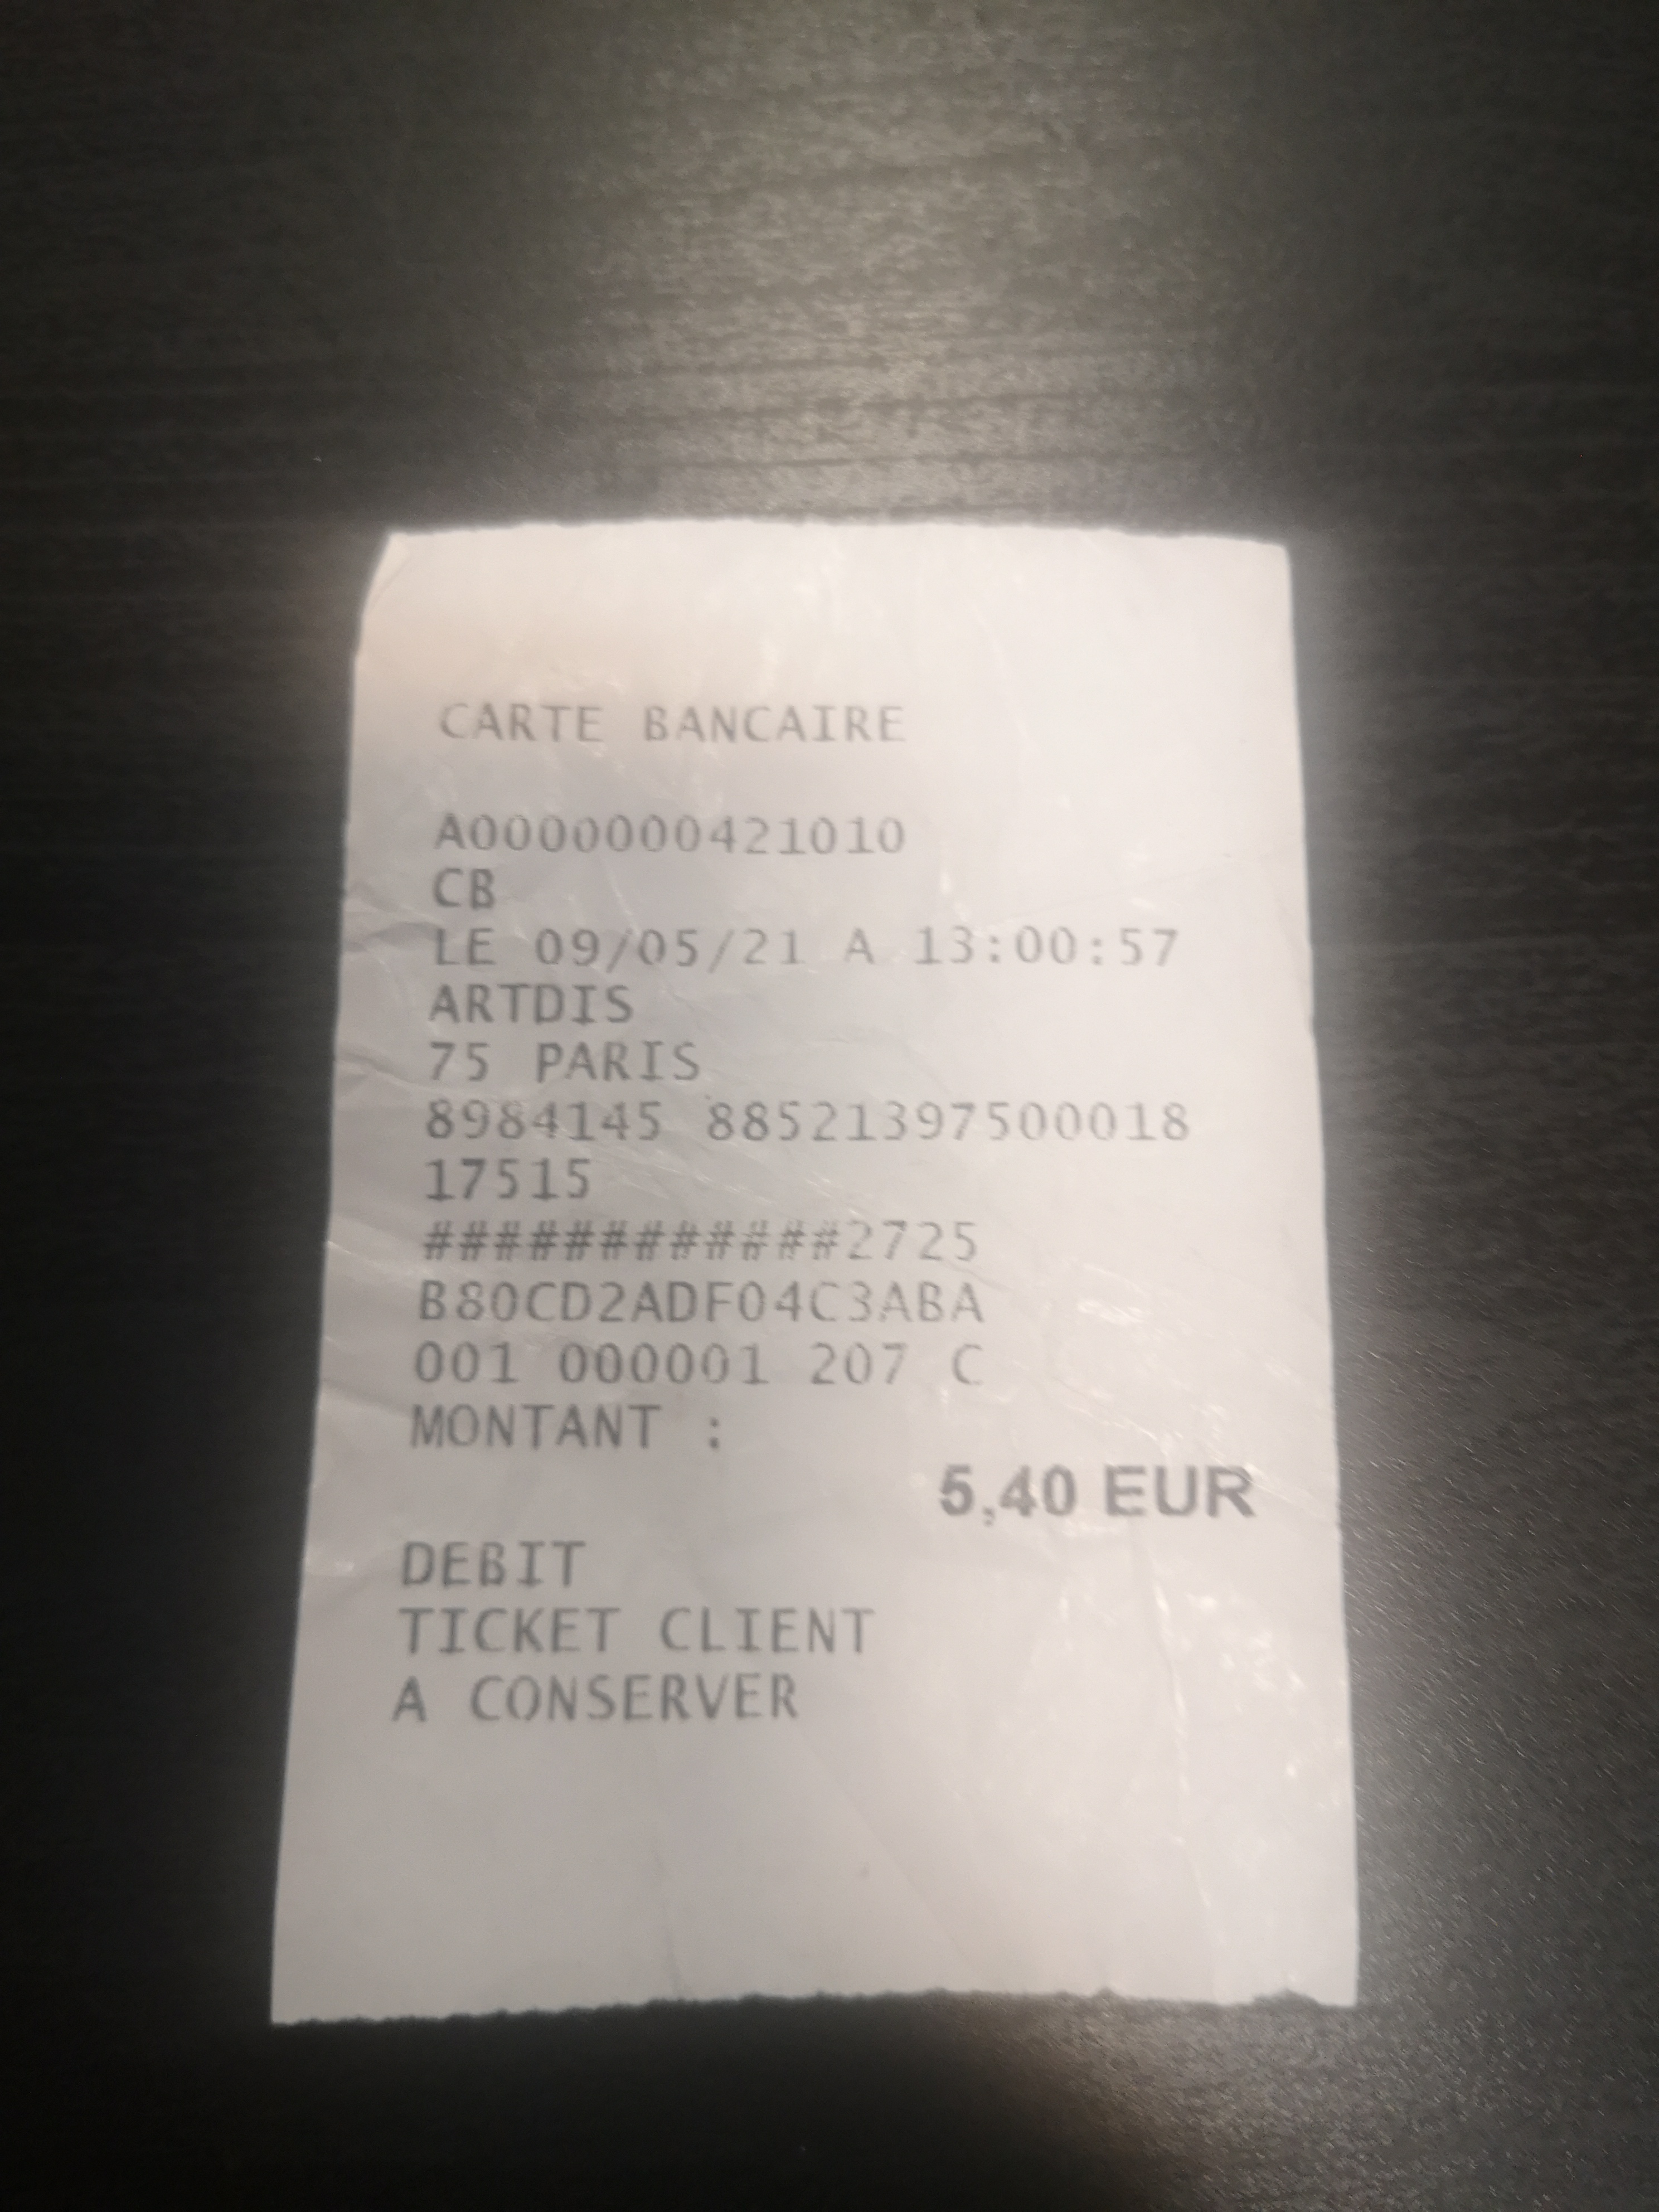 CARTE BANCAIRE
A0000000421010
CB
LE 09/05/21 A 13:00:57
ARTDIS
75 PARIS
8984145 88521397500018
17515
############2725
B80CD2ADF04C3ABA
001 000001 207 C
MONTANT :
5,40 EUR
DEBIT
TICKET CLIENT
A CONSERVER